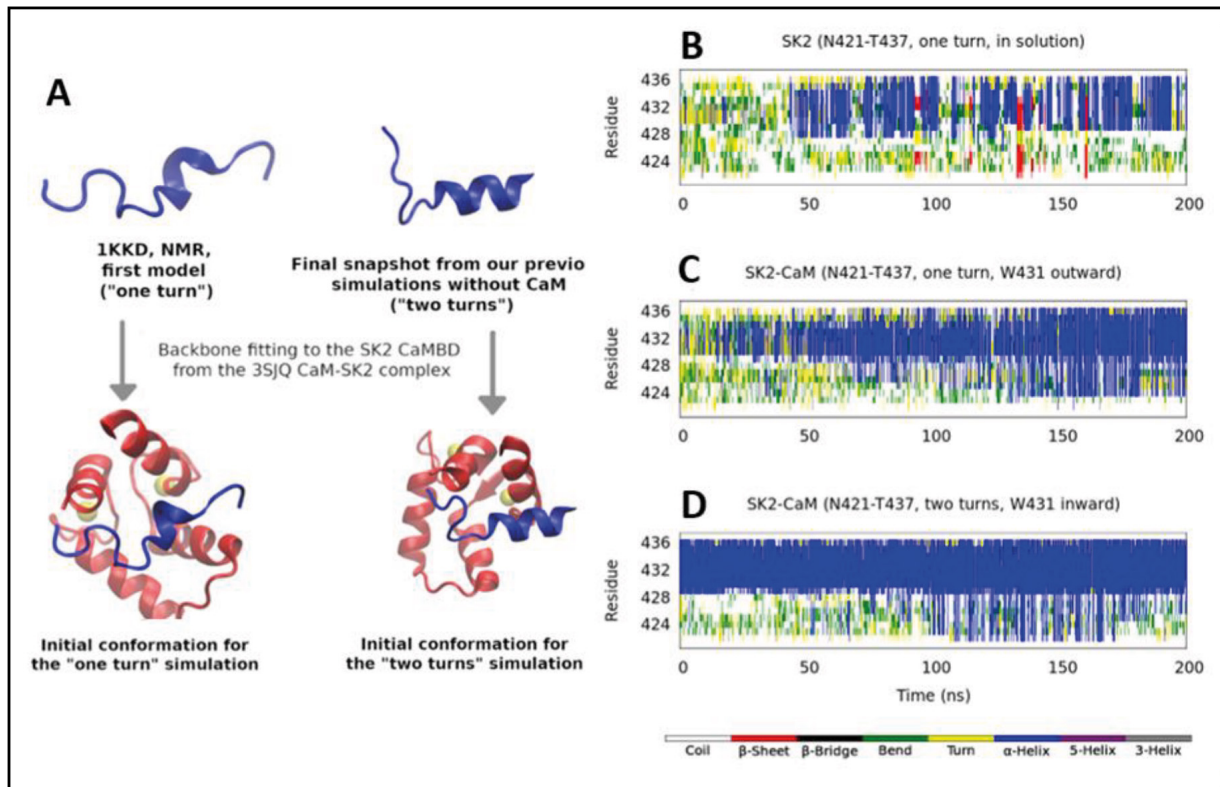 A
1KKD, NMR,
first model
("one turn")
Final snapshot from our previo
simulations without CaM
("two turns")
Backbone fitting to the SK2 CaMBD
from the 3SJQ CaM-SK2 complex
Initial conformation for
the "one turn" simulation
Initial conformation for
the "two turns" simulation
B
SK2 (N421-T437, one turn, in solution)
Residue
436
432
428
424
0 50 100 150 200
C
SK2-CaM (N421-T437, one turn, W431 outward)
Residue
436
432
428
424
0 50 100 150 200
D
SK2-CaM (N421-T437, two turns, W431 inward)
Residue
436
432
428
424
0 50 100 150 200
Time (ns)
Coil β-Sheet β-Bridge Bend Turn α-Helix 5-Helix 3-Helix